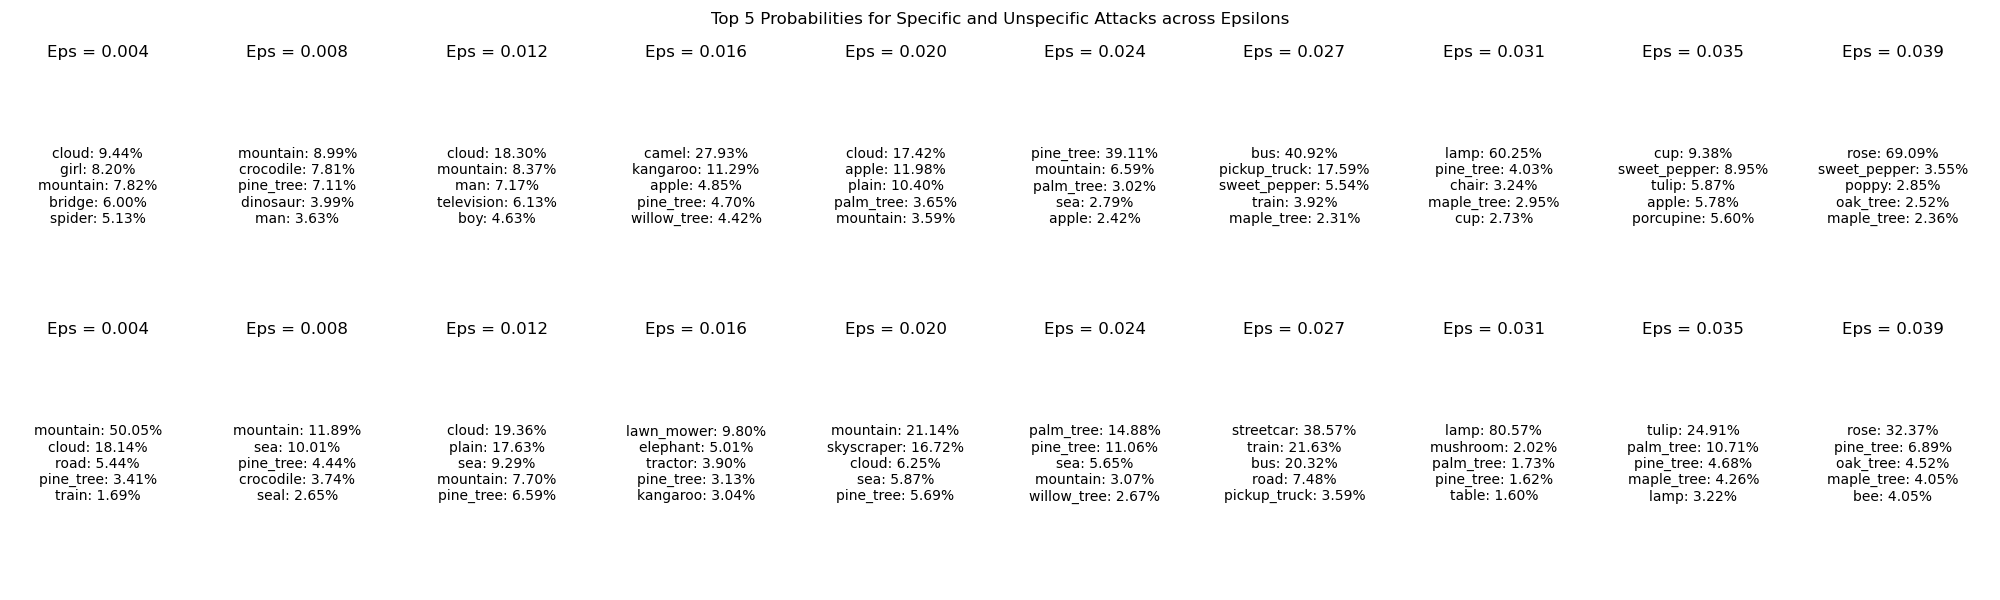 Top 5 Probabilities for Specific and Unspecific Attacks across Epsilons
Eps = 0.004
cloud: 9.44%
girl: 8.20%
mountain: 7.82%
bridge: 6.00%
spider: 5.13%
Eps = 0.008
mountain: 8.99%
crocodile: 7.81%
pine_tree: 7.11%
dinosaur: 3.99%
man: 3.63%
Eps = 0.012
cloud: 18.30%
mountain: 8.37%
man: 7.17%
television: 6.13%
boy: 4.63%
Eps = 0.016
camel: 27.93%
kangaroo: 11.29%
apple: 4.85%
pine_tree: 4.70%
willow_tree: 4.42%
Eps = 0.020
cloud: 17.42%
apple: 11.98%
plain: 10.40%
palm_tree: 3.65%
mountain: 3.59%
Eps = 0.024
pine_tree: 39.11%
mountain: 6.59%
palm_tree: 3.02%
sea: 2.79%
apple: 2.42%
Eps = 0.027
bus: 40.92%
pickup_truck: 17.59%
sweet_pepper: 5.54%
train: 3.92%
maple_tree: 2.31%
Eps = 0.031
lamp: 60.25%
pine_tree: 4.03%
chair: 3.24%
maple_tree: 2.95%
cup: 2.73%
Eps = 0.035
cup: 9.38%
sweet_pepper: 8.95%
tulip: 5.87%
apple: 5.78%
porcupine: 5.60%
Eps = 0.039
rose: 69.09%
sweet_pepper: 3.55%
poppy: 2.85%
oak_tree: 2.52%
maple_tree: 2.36%
Eps = 0.004
mountain: 50.05%
cloud: 18.14%
road: 5.44%
pine_tree: 3.41%
train: 1.69%
Eps = 0.008
mountain: 11.89%
sea: 10.01%
pine_tree: 4.44%
crocodile: 3.74%
seal: 2.65%
Eps = 0.012
cloud: 19.36%
plain: 17.63%
sea: 9.29%
mountain: 7.70%
pine_tree: 6.59%
Eps = 0.016
lawn_mower: 9.80%
elephant: 5.01%
tractor: 3.90%
pine_tree: 3.13%
kangaroo: 3.04%
Eps = 0.020
mountain: 21.14%
skyscraper: 16.72%
cloud: 6.25%
sea: 5.87%
pine_tree: 5.69%
Eps = 0.024
palm_tree: 14.88%
pine_tree: 11.06%
sea: 5.65%
mountain: 3.07%
willow_tree: 2.67%
Eps = 0.027
streetcar: 38.57%
train: 21.63%
bus: 20.32%
road: 7.48%
pickup_truck: 3.59%
Eps = 0.031
lamp: 80.57%
mushroom: 2.02%
palm_tree: 1.73%
pine_tree: 1.62%
table: 1.60%
Eps = 0.035
tulip: 24.91%
palm_tree: 10.71%
pine_tree: 4.68%
maple_tree: 4.26%
lamp: 3.22%
Eps = 0.039
rose: 32.37%
pine_tree: 6.89%
oak_tree: 4.52%
maple_tree: 4.05%
bee: 4.05%